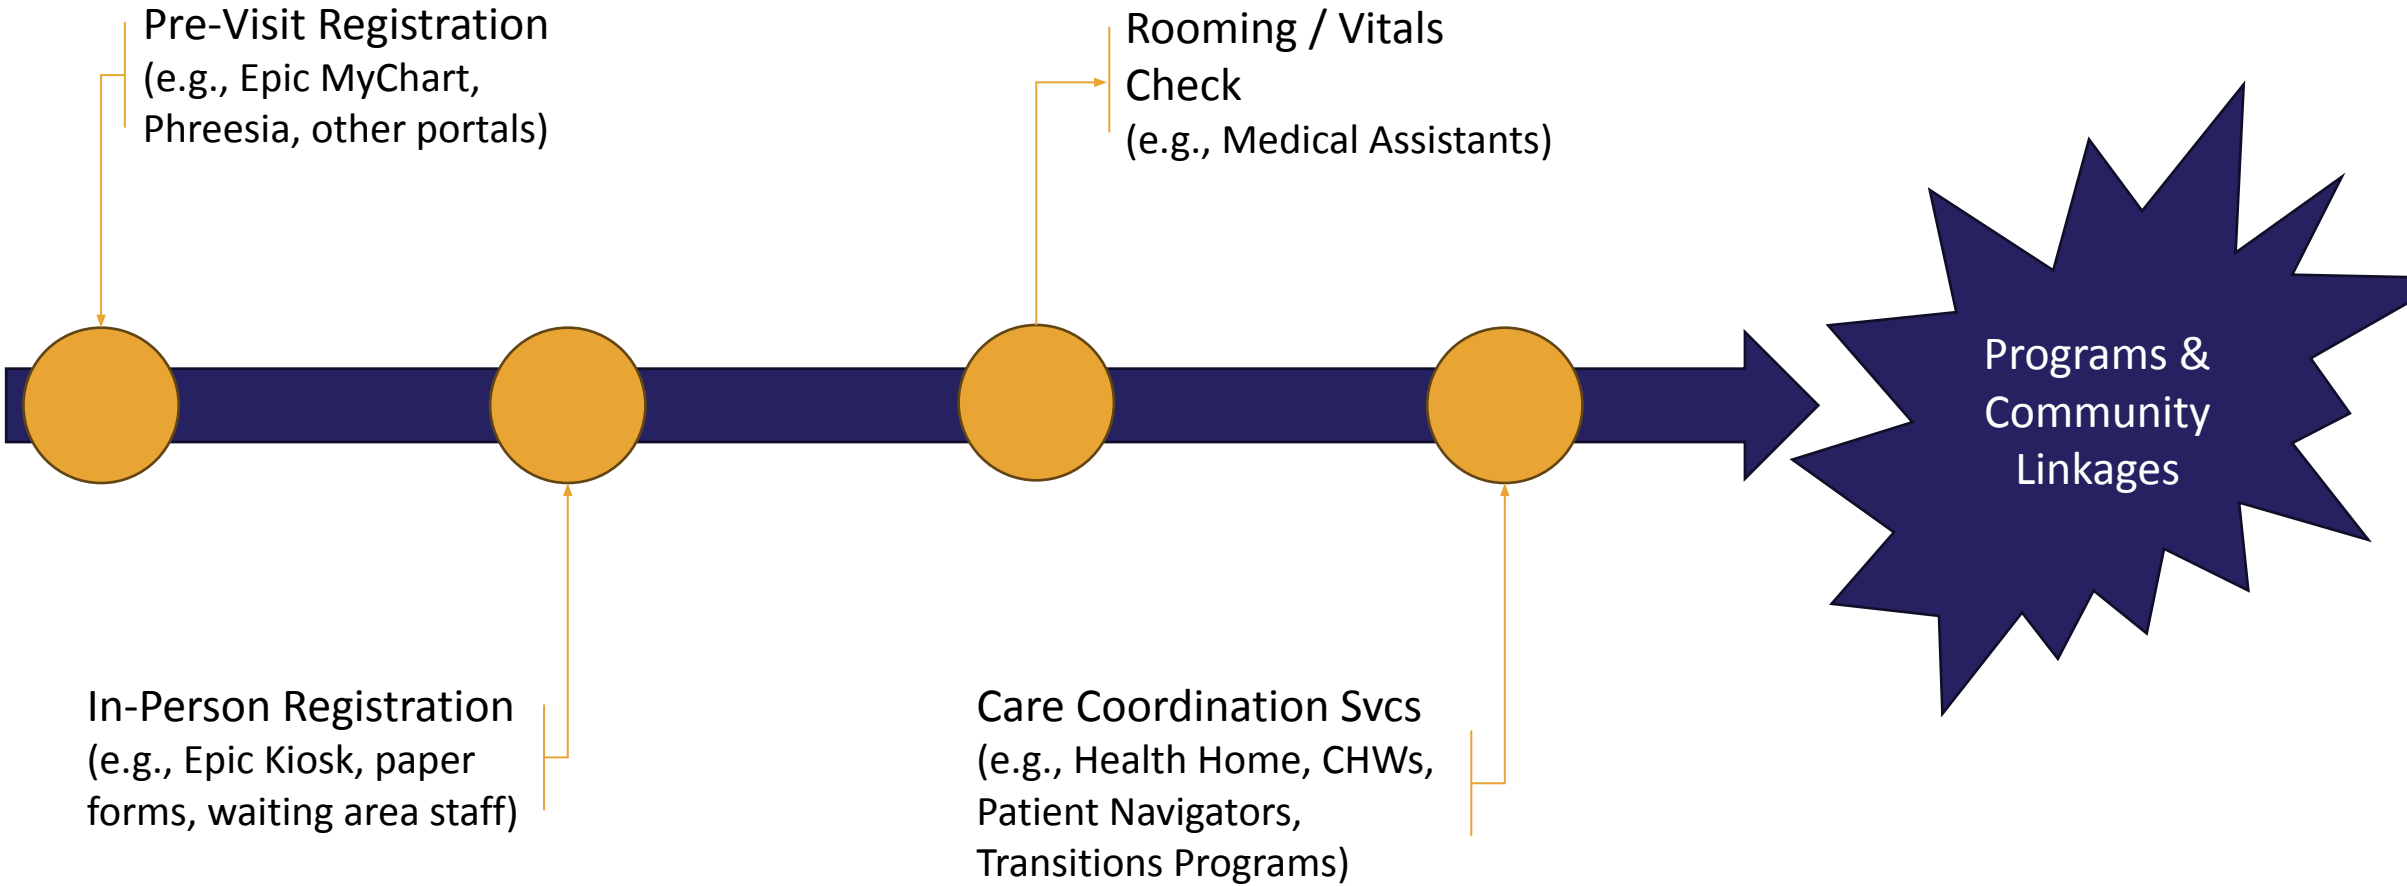 Pre-Visit Registration
(e.g., Epic MyChart,
Phreesia, other portals)
Rooming / Vitals
Check
(e.g., Medical Assistants)
Programs &
Community
Linkages
In-Person Registration
(e.g., Epic Kiosk, paper
forms, waiting area staff)
Care Coordination Svcs
(e.g., Health Home, CHWs,
Patient Navigators,
Transitions Programs)